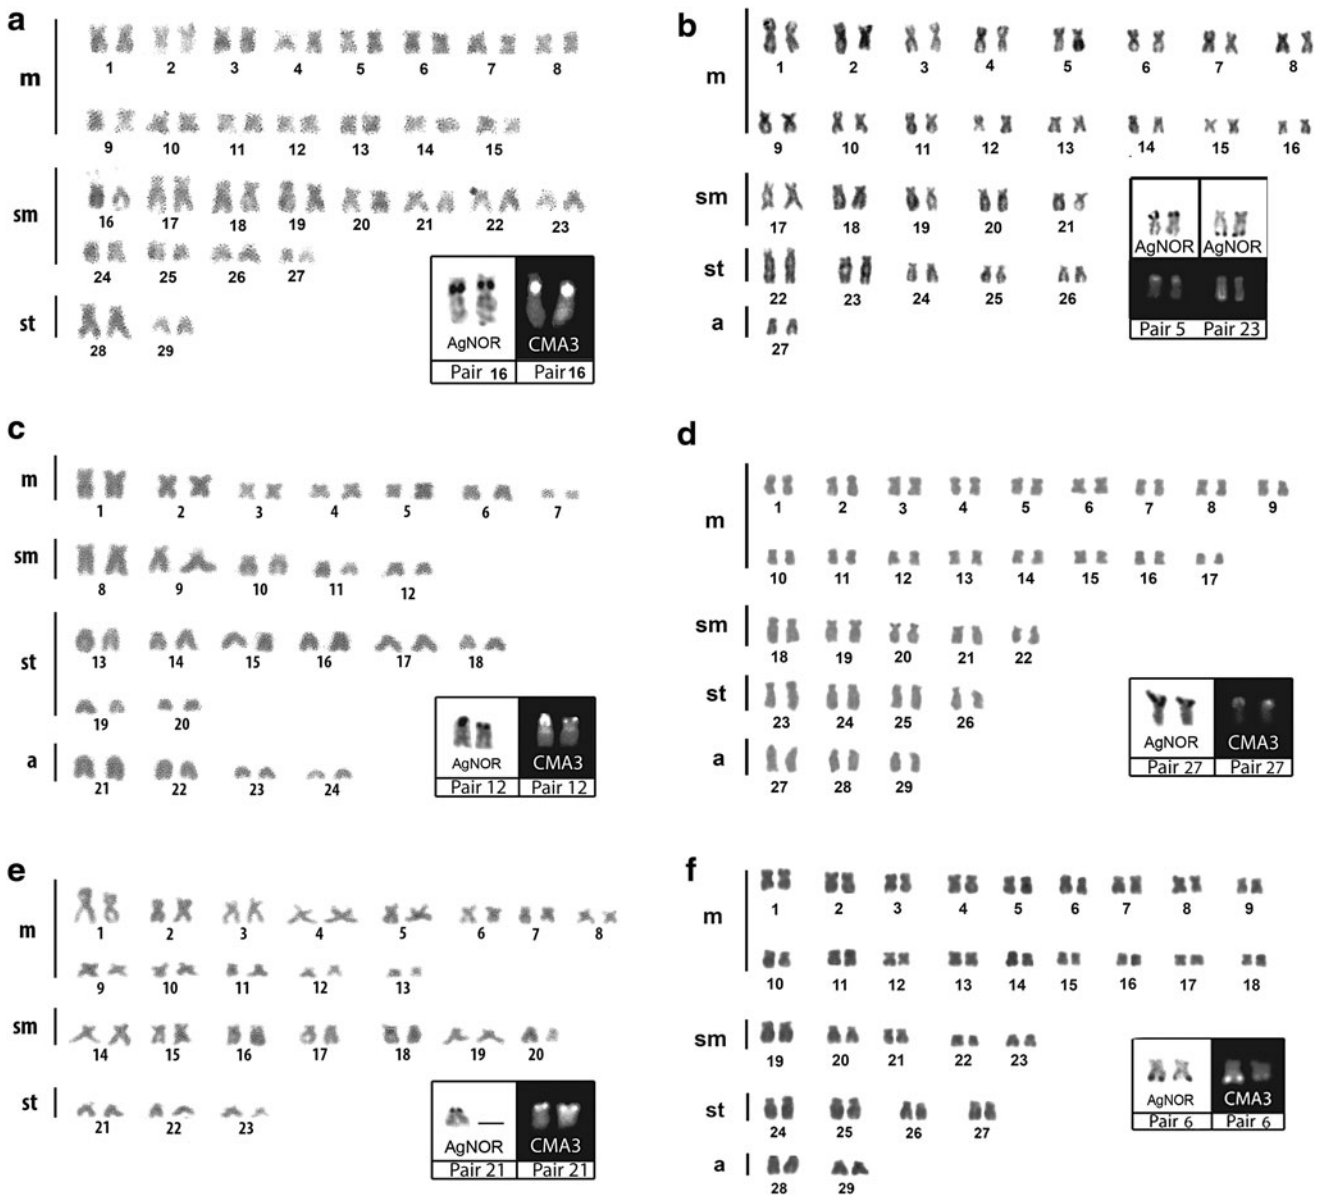 a
m
1 2 3 4 5 6 7 8
9 10 11 12 13 14 15
sm
16 17 18 19 20 21 22 23
24 25 26 27
st
28 29
AgNOR CMA3
Pair 16 Pair 16
b
m
1 2 3 4 5 6 7 8
9 10 11 12 13 14 15 16
sm
17 18 19 20 21
st
22 23 24 25 26
a
27
AgNOR AgNOR
Pair 5 Pair 23
c
m
1 2 3 4 5 6 7
sm
8 9 10 11 12
st
13 14 15 16 17 18
19 20
a
21 22 23 24
AgNOR CMA3
Pair 12 Pair 12
d
m
1 2 3 4 5 6 7 8 9
10 11 12 13 14 15 16 17
sm
18 19 20 21 22
st
23 24 25 26
a
27 28 29
AgNOR CMA3
Pair 27 Pair 27
e
m
1 2 3 4 5 6 7 8
9 10 11 12 13
sm
14 15 16 17 18 19 20
st
21 22 23
AgNOR CMA3
Pair 21 Pair 21
f
m
1 2 3 4 5 6 7 8 9
10 11 12 13 14 15 16 17 18
sm
19 20 21 22 23
st
24 25 26 27
a
28 29
AgNOR CMA3
Pair 6 Pair 6